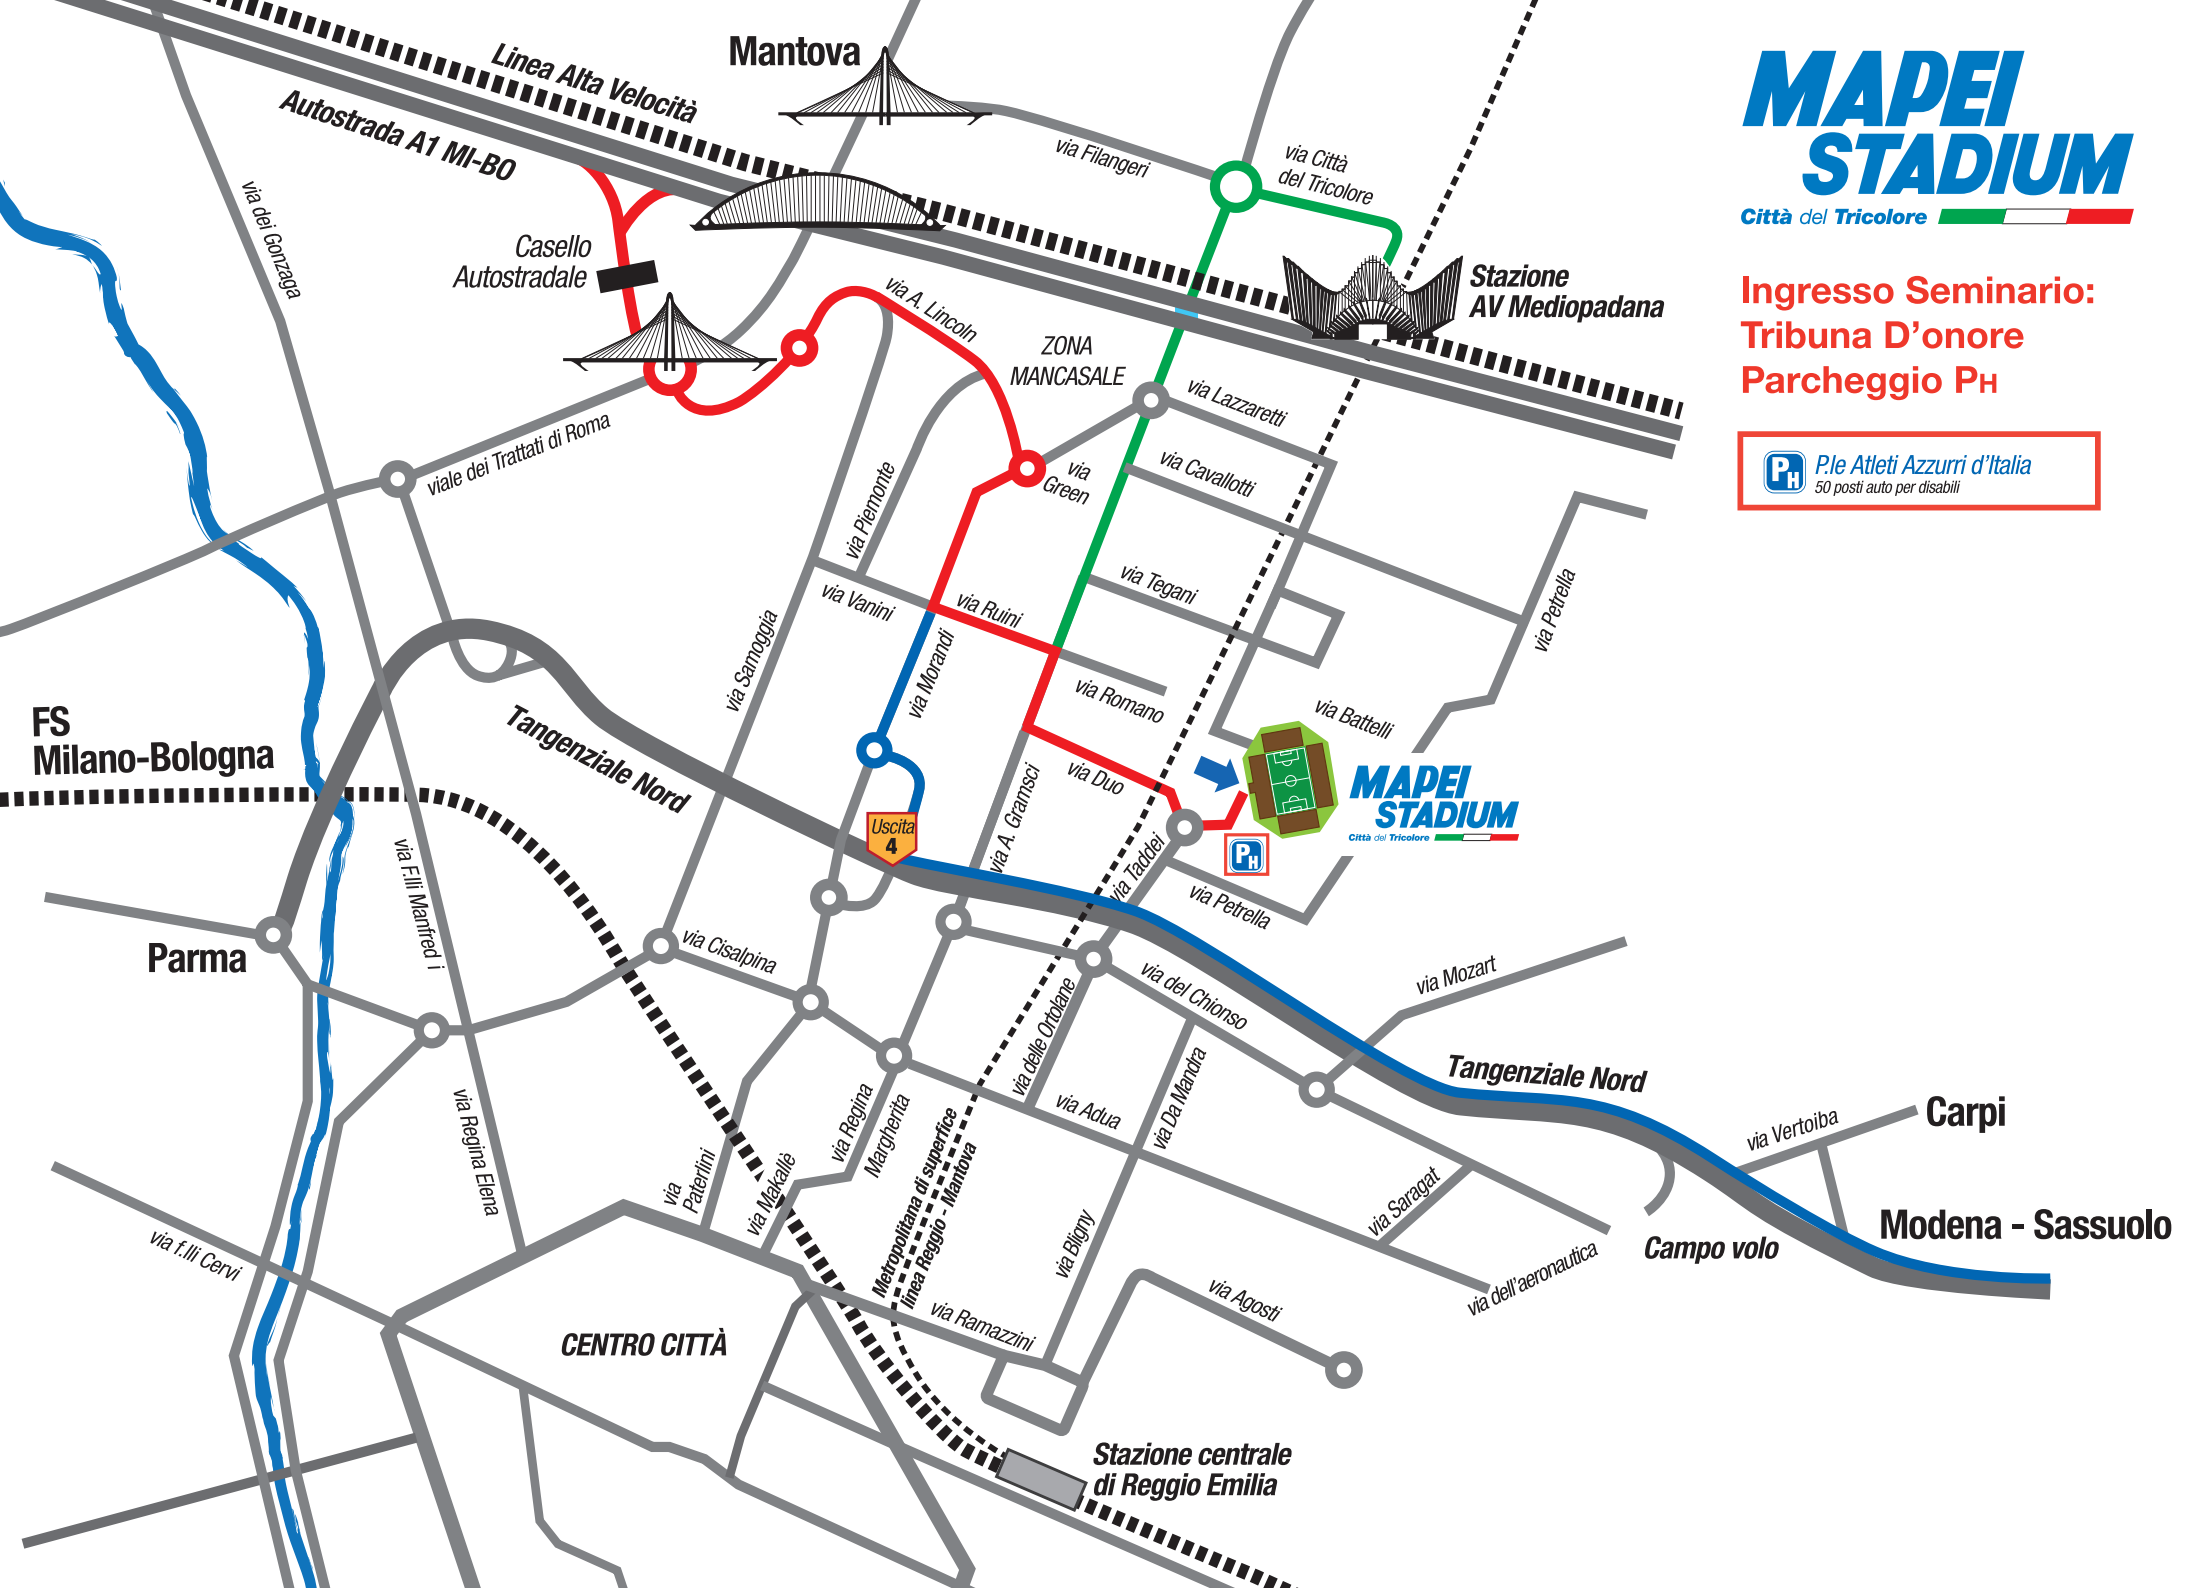 Mantova
Linea Alta Velocità
Autostrada A1 MI-BO
via Filangeri
via Città
del Tricolore
MAPEI
STADIUM
Città del Tricolore
via dei Gonzaga
Casello
Autostradale
Stazione
AV Mediopadana
Ingresso Seminario:
Tribuna D'onore
Parcheggio PH
via A. Lincoln
ZONA
MANCASALE
via Lazzaretti
viale dei Trattati di Roma
via
Green
via Cavallotti
PH
P.le Atleti Azzurri d'Italia
50 posti auto per disabili
via Piemonte
via Vanini
via Ruini
via Tegani
via Petrella
via Samoggia
via Morandi
via Romano
via Battelli
FS
Milano-Bologna
Tangenziale Nord
via Duo
via A. Gramsci
MAPEI
STADIUM
Città del Tricolore
Uscita
4
PH
via Taddei
via Petrella
via F.lli Manfred i
Parma
via Cisalpina
via del Chionso
via Mozart
via delle Ortolane
Tangenziale Nord
via Regina Elena
via Regina
Margherita
via Adua
via Da Mandra
via Vertoiba
Carpi
via
Paterlini
via Makallè
Metropolitana di superfice
linea Reggio - Mantova
via Saragat
Modena - Sassuolo
via f.lli Cervi
via Bligny
Campo volo
via dell'aeronautica
via Agosti
via Ramazzini
CENTRO CITTÀ
Stazione centrale
di Reggio Emilia